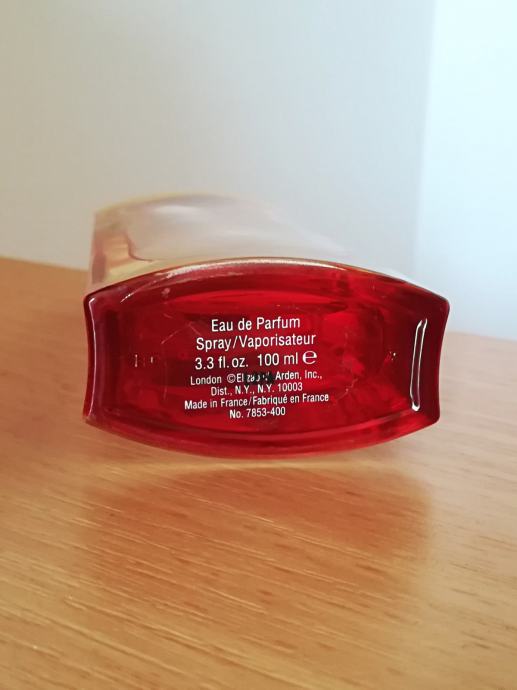 Eau de Parfum
Spray/Vaporisateur
3.3 fl.oz. 100 ml ℮
London © Arden, Inc.,
Dist., N.Y., N.Y. 10003
Made in France/Fabriqué en France
No. 7853-400